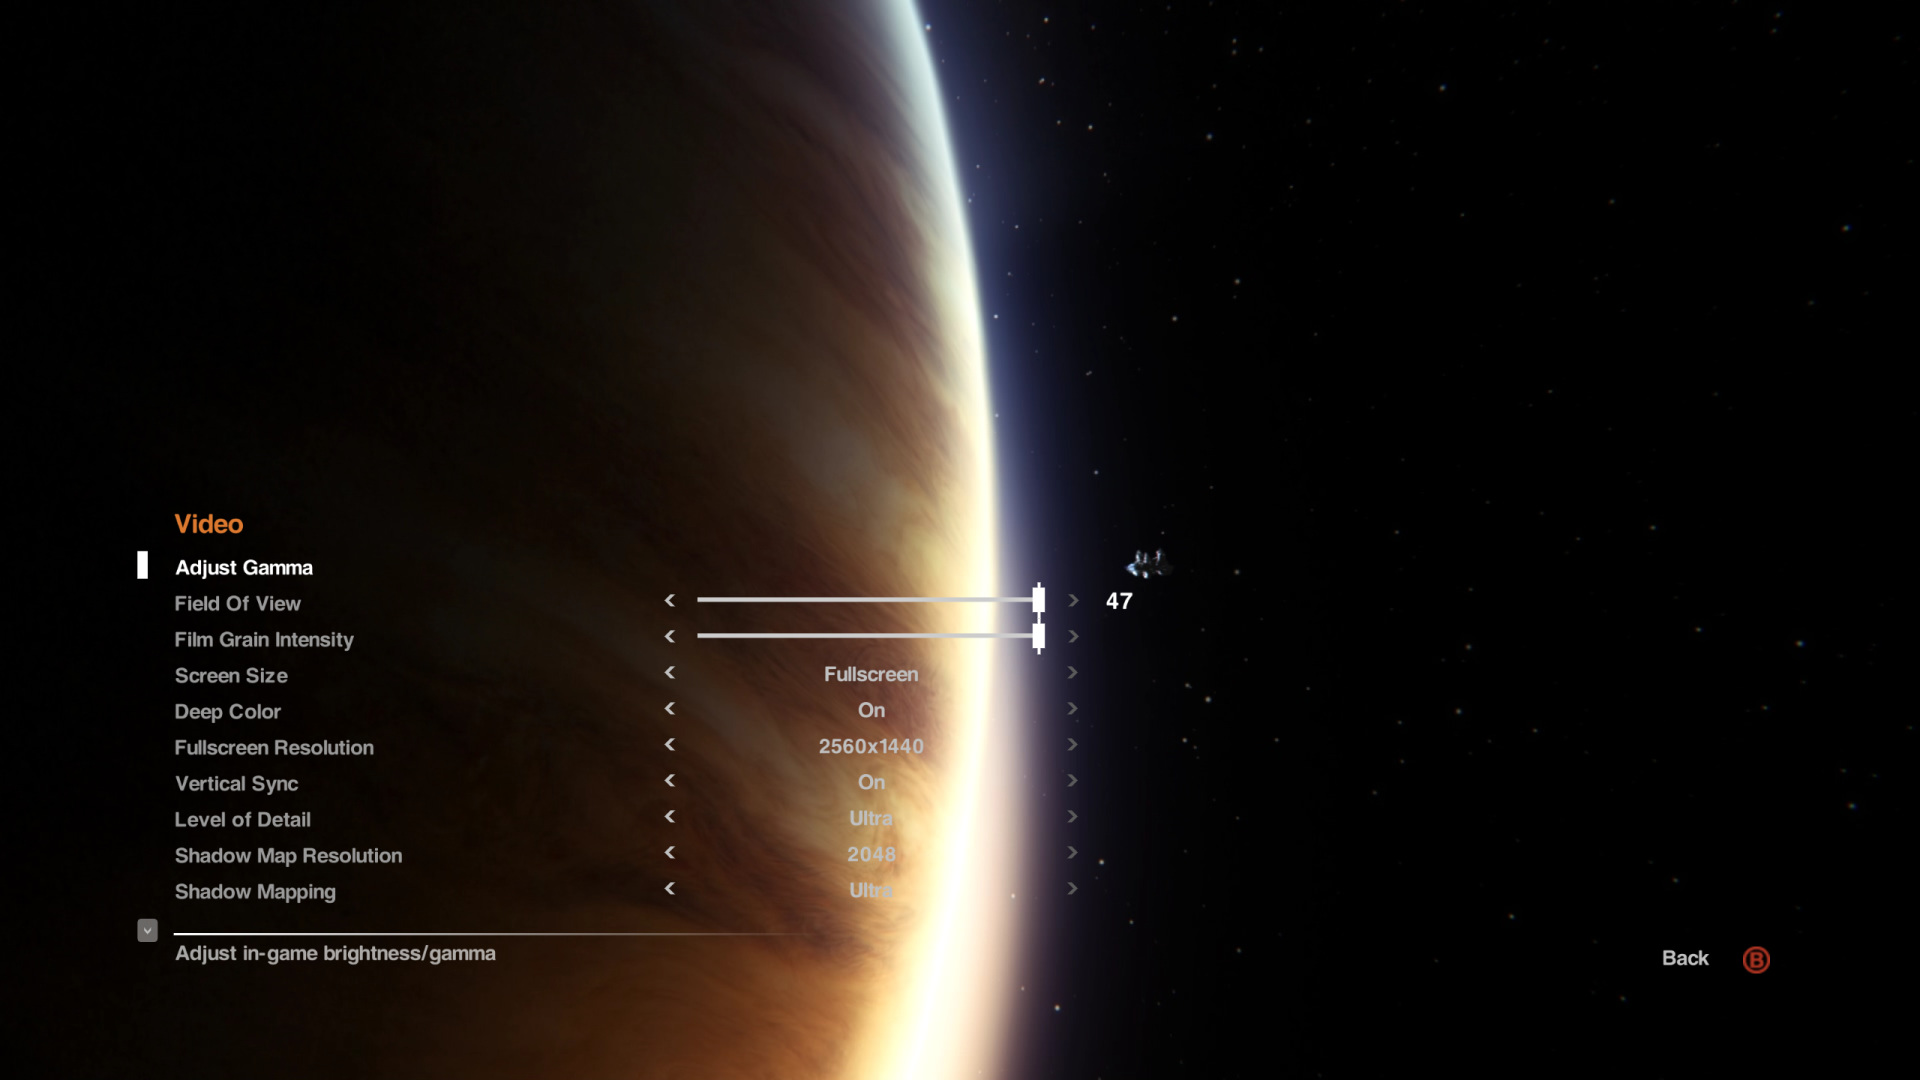 Video
Adjust Gamma
Field Of View 47
Film Grain Intensity
Screen Size Fullscreen
Deep Color On
Fullscreen Resolution 2560x1440
Vertical Sync On
Level of Detail Ultra
Shadow Map Resolution 2048
Shadow Mapping Ultra
Adjust in-game brightness/gamma
Back B